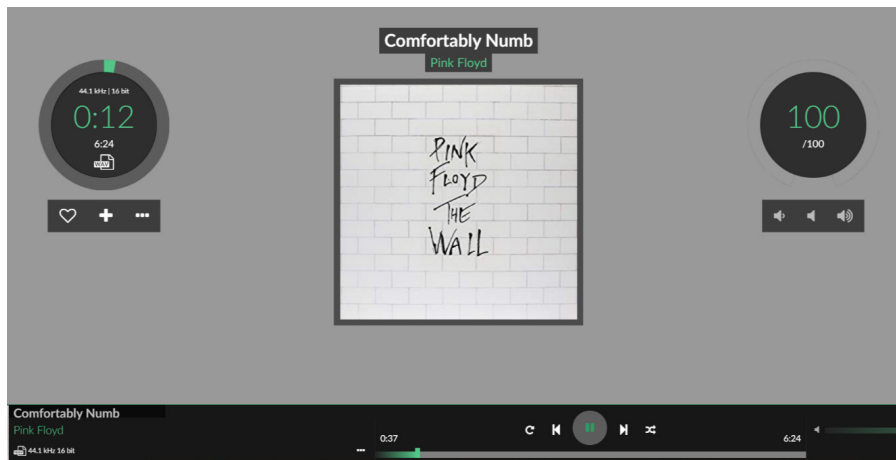 Comfortably Numb
Pink Floyd
44.1 kHz | 16 bit
0:12
6:24
WAV
PINK
FLOYD
THE
WALL
100
/100
Comfortably Numb
Pink Floyd
44.1 kHz 16 bit
0:37
6:24